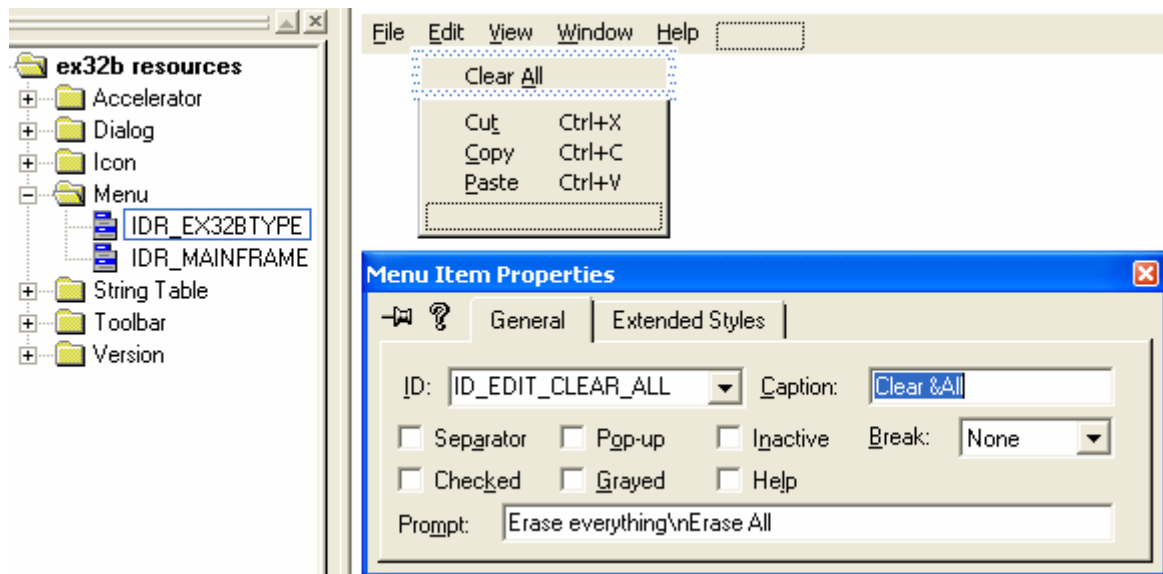 ex32b resources
Accelerator
Dialog
Icon
Menu
IDR_EX32BTYPE
IDR_MAINFRAME
String Table
Toolbar
Version
File Edit View Window Help
Clear All
Cut Ctrl+X
Copy Ctrl+C
Paste Ctrl+V
Menu Item Properties
General Extended Styles
ID: ID_EDIT_CLEAR_ALL Caption: Clear &All
Separator Pop-up Inactive Break: None
Checked Grayed Help
Prompt: Erase everything\nErase All